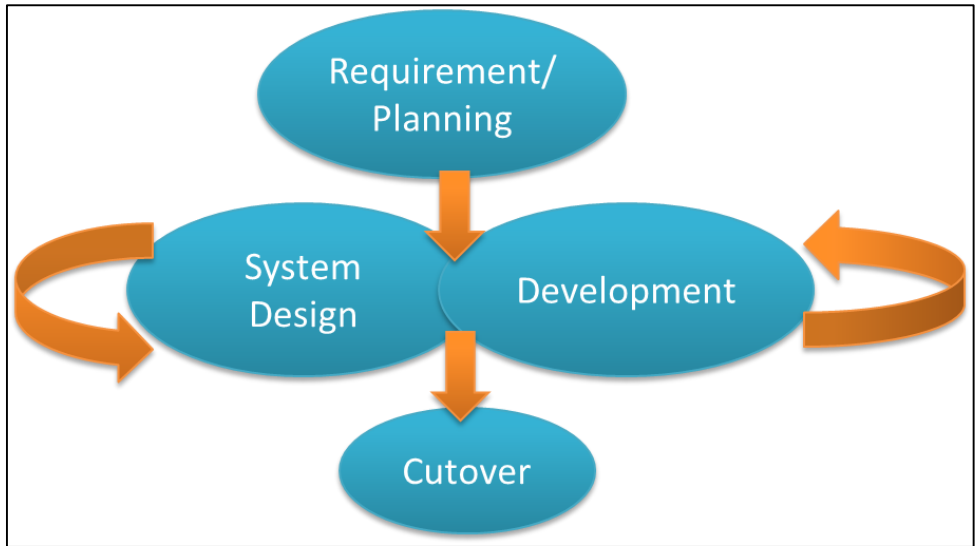 Requirement/
Planning
System
Design
Development
Cutover